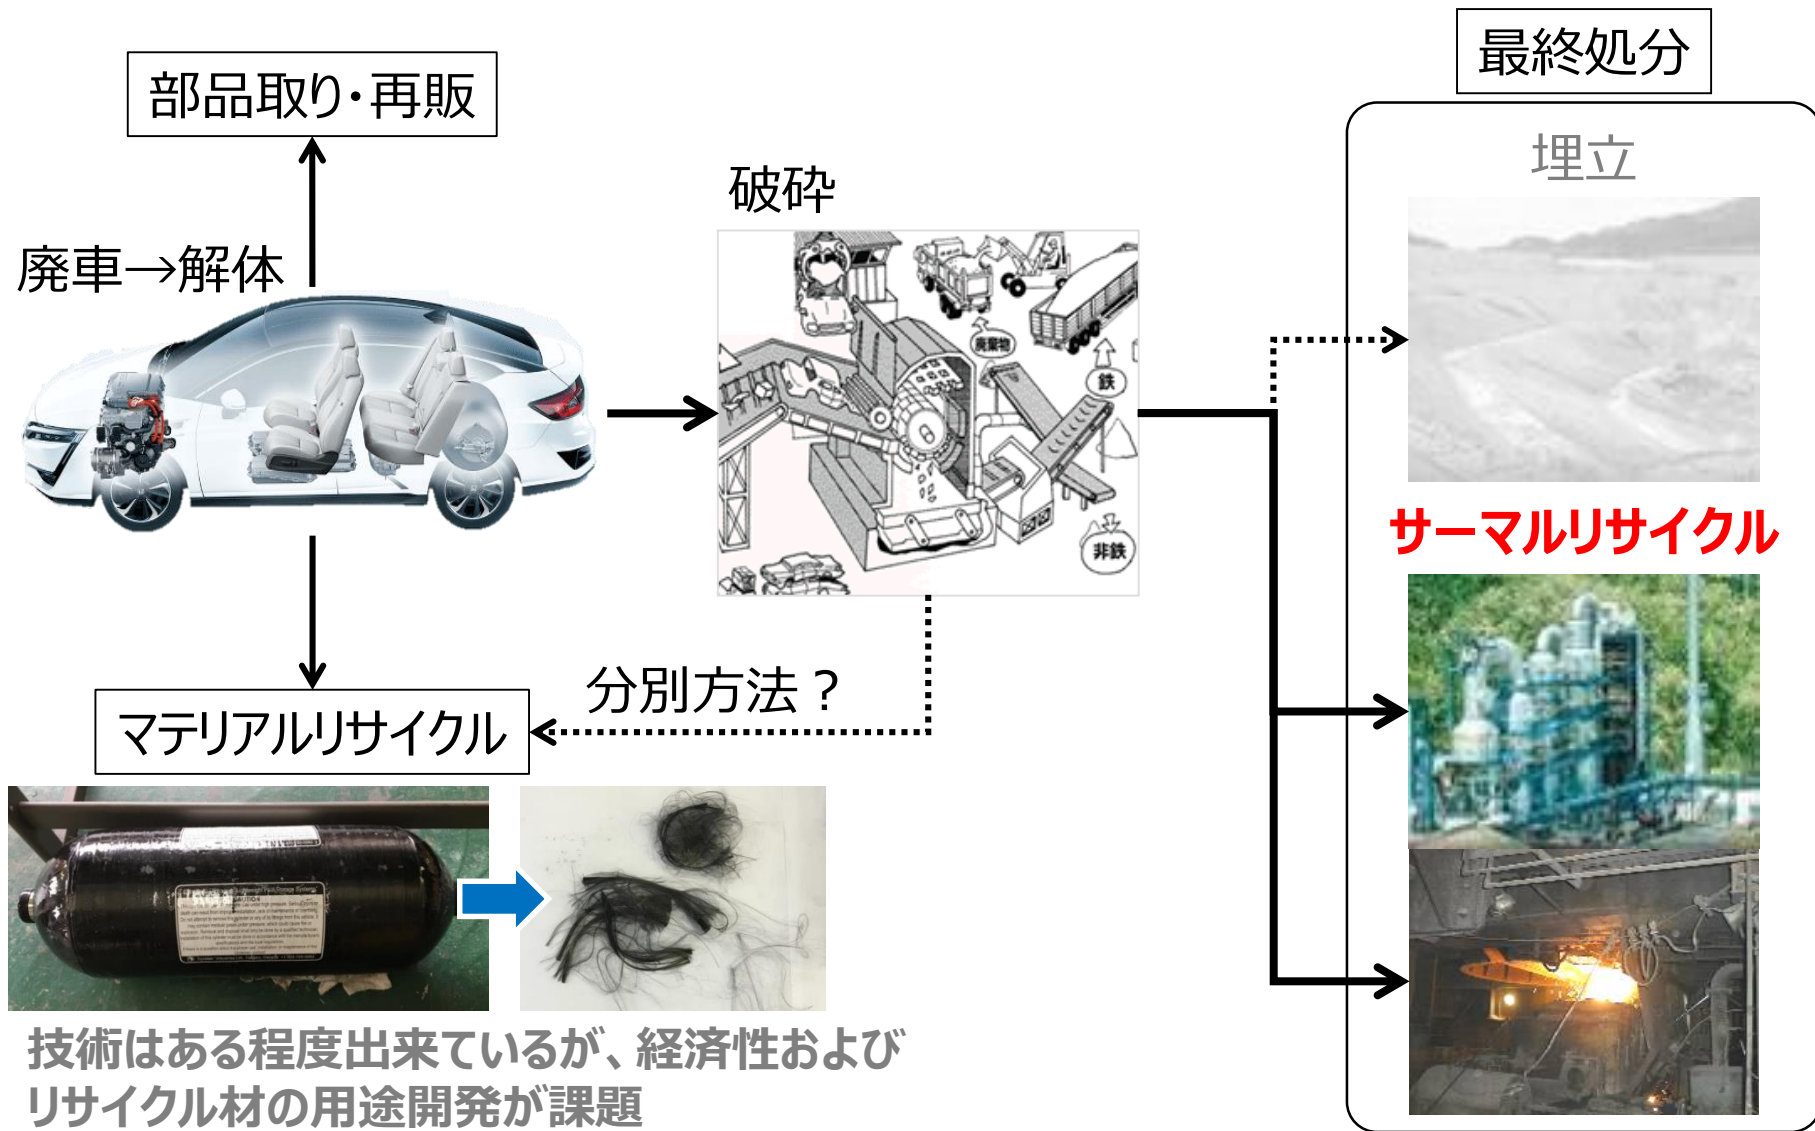 最終処分
部品取り・再販
埋立
破砕
廃車→解体
廃棄物
鉄
非鉄
サーマルリサイクル
分別方法？
マテリアルリサイクル
技術はある程度出来ているが、経済性および
リサイクル材の用途開発が課題